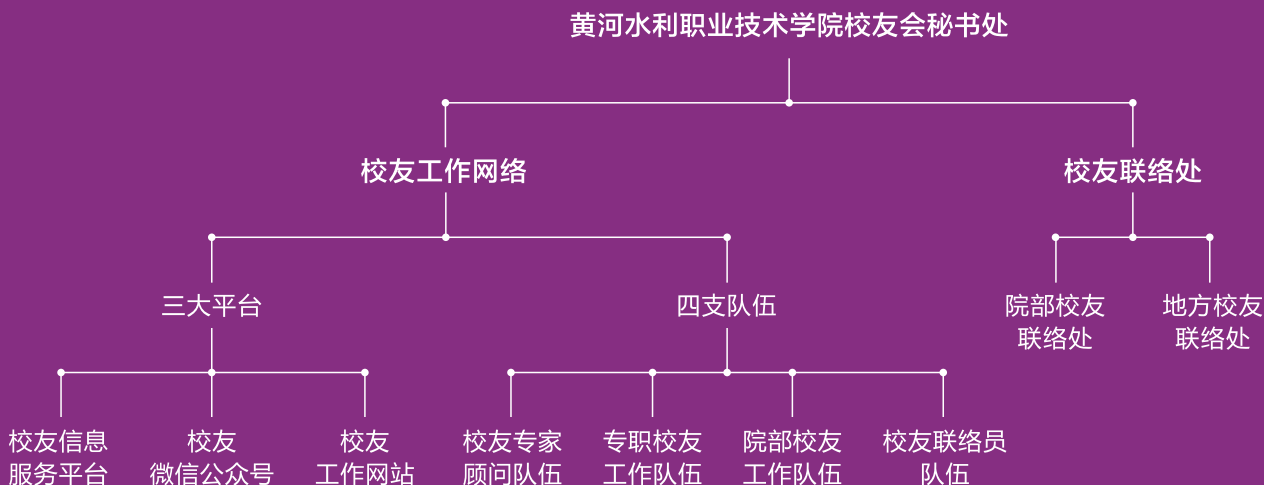 黄河水利职业技术学院校友会秘书处
校友工作网络
校友联络处
三大平台
四支队伍
院部校友
联络处
地方校友
联络处
校友信息
服务平台
校友
微信公众号
校友
工作网站
校友专家
顾问队伍
专职校友
工作队伍
院部校友
工作队伍
校友联络员
队伍